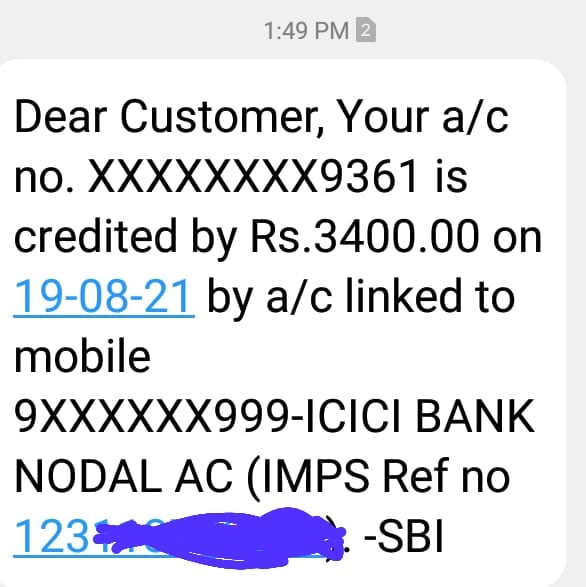 1:49 PM 2
Dear Customer, Your a/c
no. XXXXXXXX9361 is
credited by Rs.3400.00 on
19-08-21 by a/c linked to
mobile
9XXXXXX999-ICICI BANK
NODAL AC (IMPS Ref no
123 ). -SBI